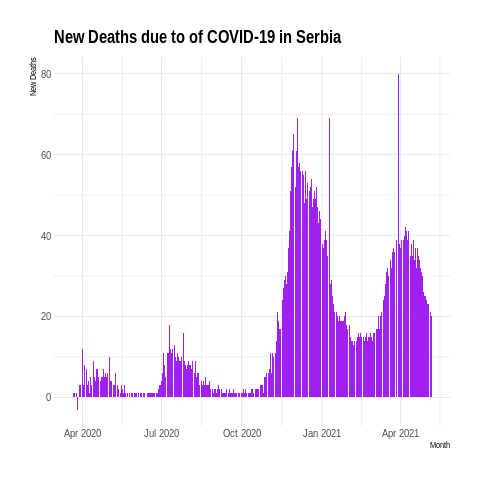 New Deaths due to of COVID-19 in Serbia
New Deaths
80
60
40
20
0
Apr 2020 Jul 2020 Oct 2020 Jan 2021 Apr 2021
Month